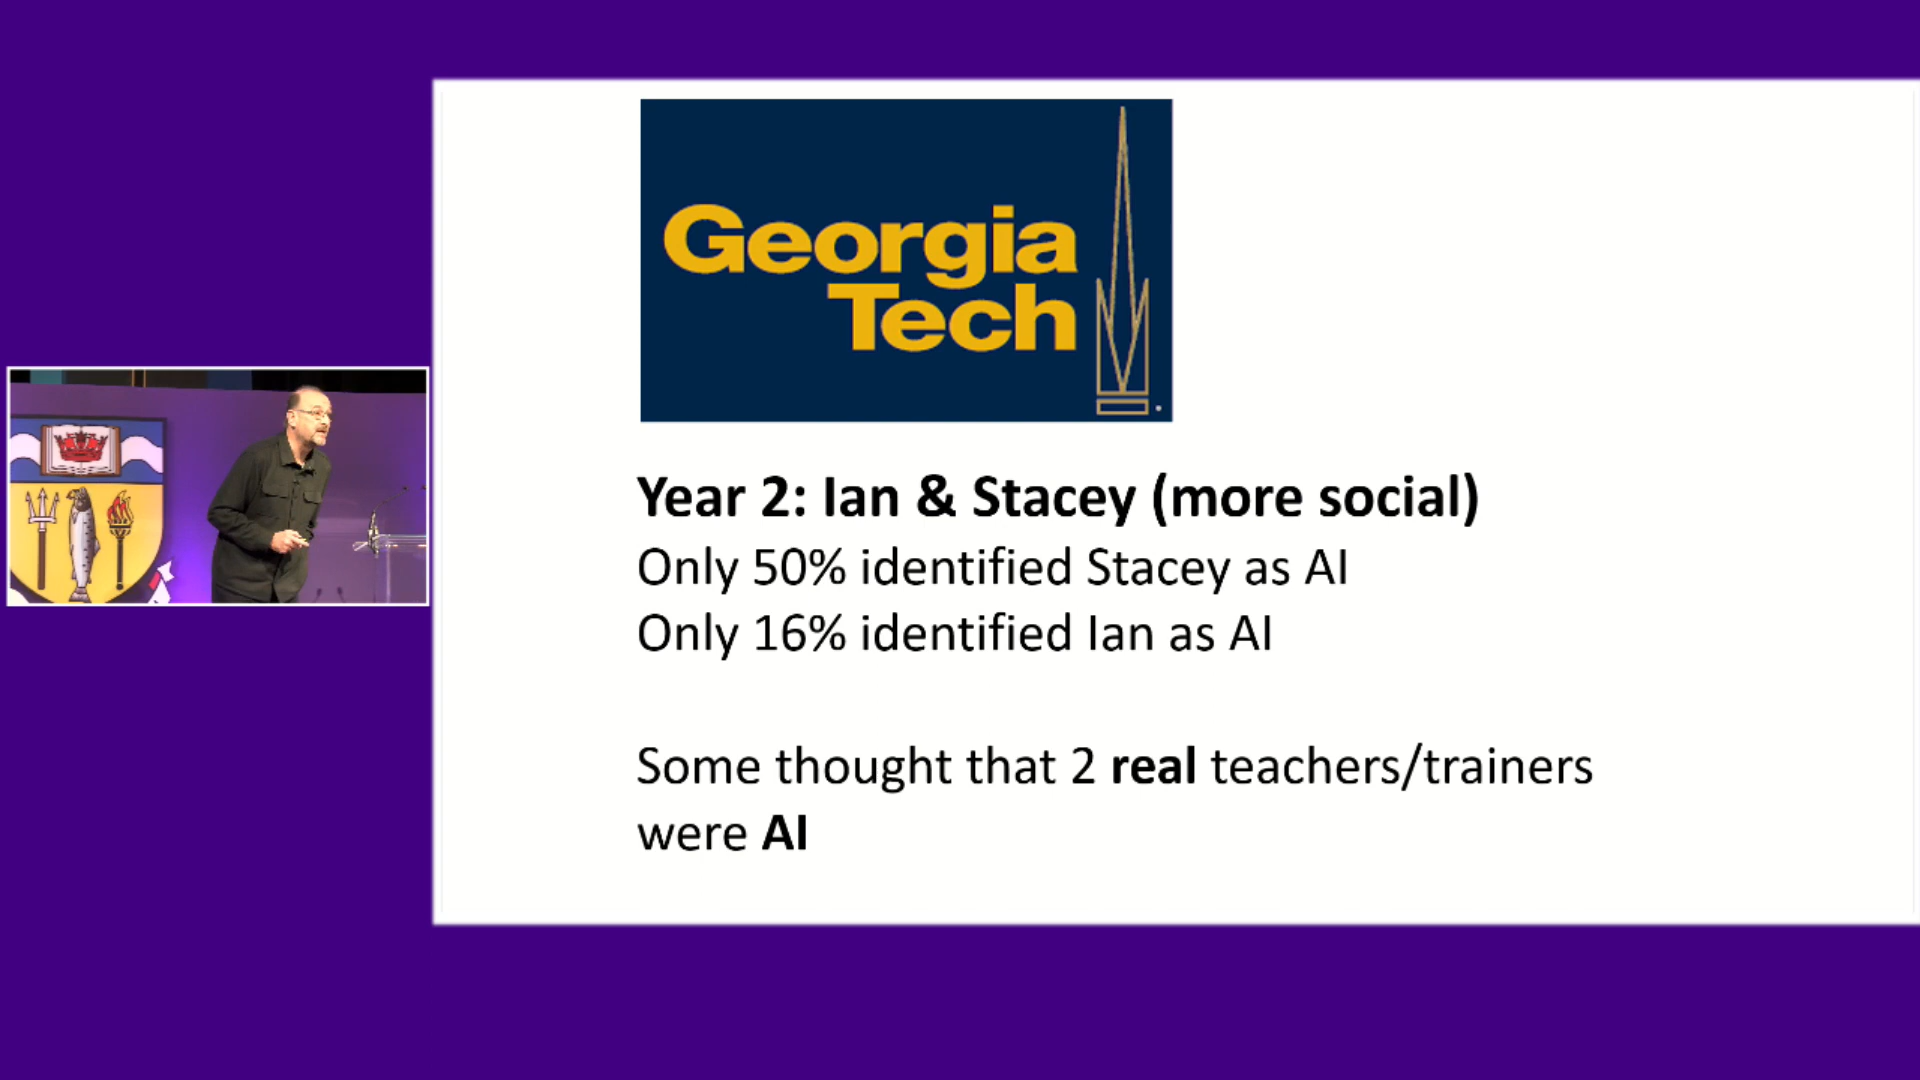 Georgia
Tech
Year 2: Ian & Stacey (more social)
Only 50% identified Stacey as AI
Only 16% identified Ian as AI
Some thought that 2 real teachers/trainers
were AI